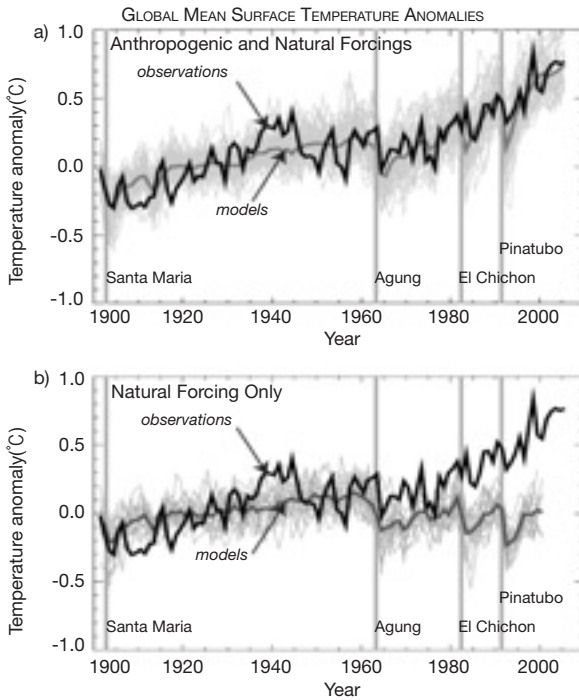 GLOBAL MEAN SURFACE TEMPERATURE ANOMALIES
a)
1.0
Anthropogenic and Natural Forcings
observations
0.5
0.0
models
-0.5
Pinatubo
Santa Maria
Agung
El Chichon
-1.0
Temperature anomaly(˚C)
1900 1920 1940 1960 1980 2000
Year
b)
1.0
Natural Forcing Only
observations
0.5
0.0
models
-0.5
Pinatubo
Santa Maria
Agung
El Chichon
-1.0
Temperature anomaly(˚C)
1900 1920 1940 1960 1980 2000
Year